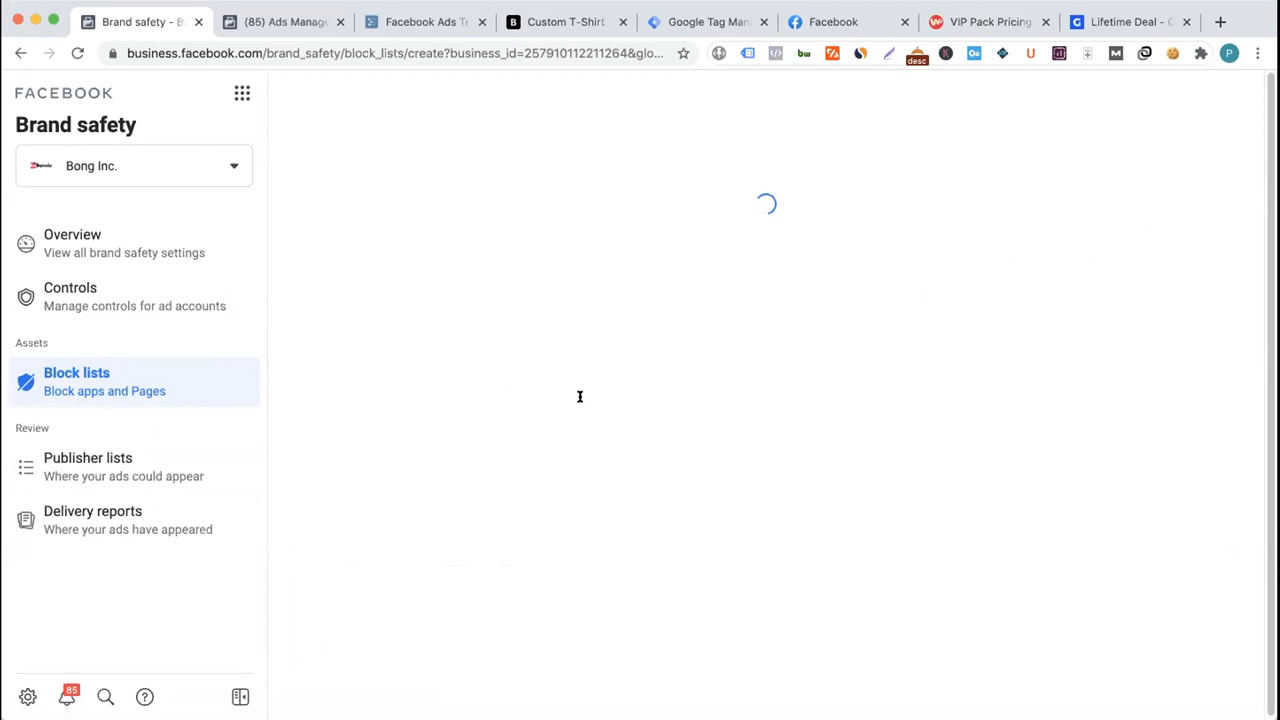 Brand safety - B
(85) Ads Manag
Facebook Ads T
Custom T-Shirt
Google Tag Man
Facebook
VIP Pack Pricing
Lifetime Deal - G
business.facebook.com/brand_safety/block_lists/create?business_id=257910112211264&glo...
desc
P
FACEBOOK
Brand safety
Bong Inc.
Overview
View all brand safety settings
Controls
Manage controls for ad accounts
Assets
Block lists
Block apps and Pages
Review
Publisher lists
Where your ads could appear
Delivery reports
Where your ads have appeared
85